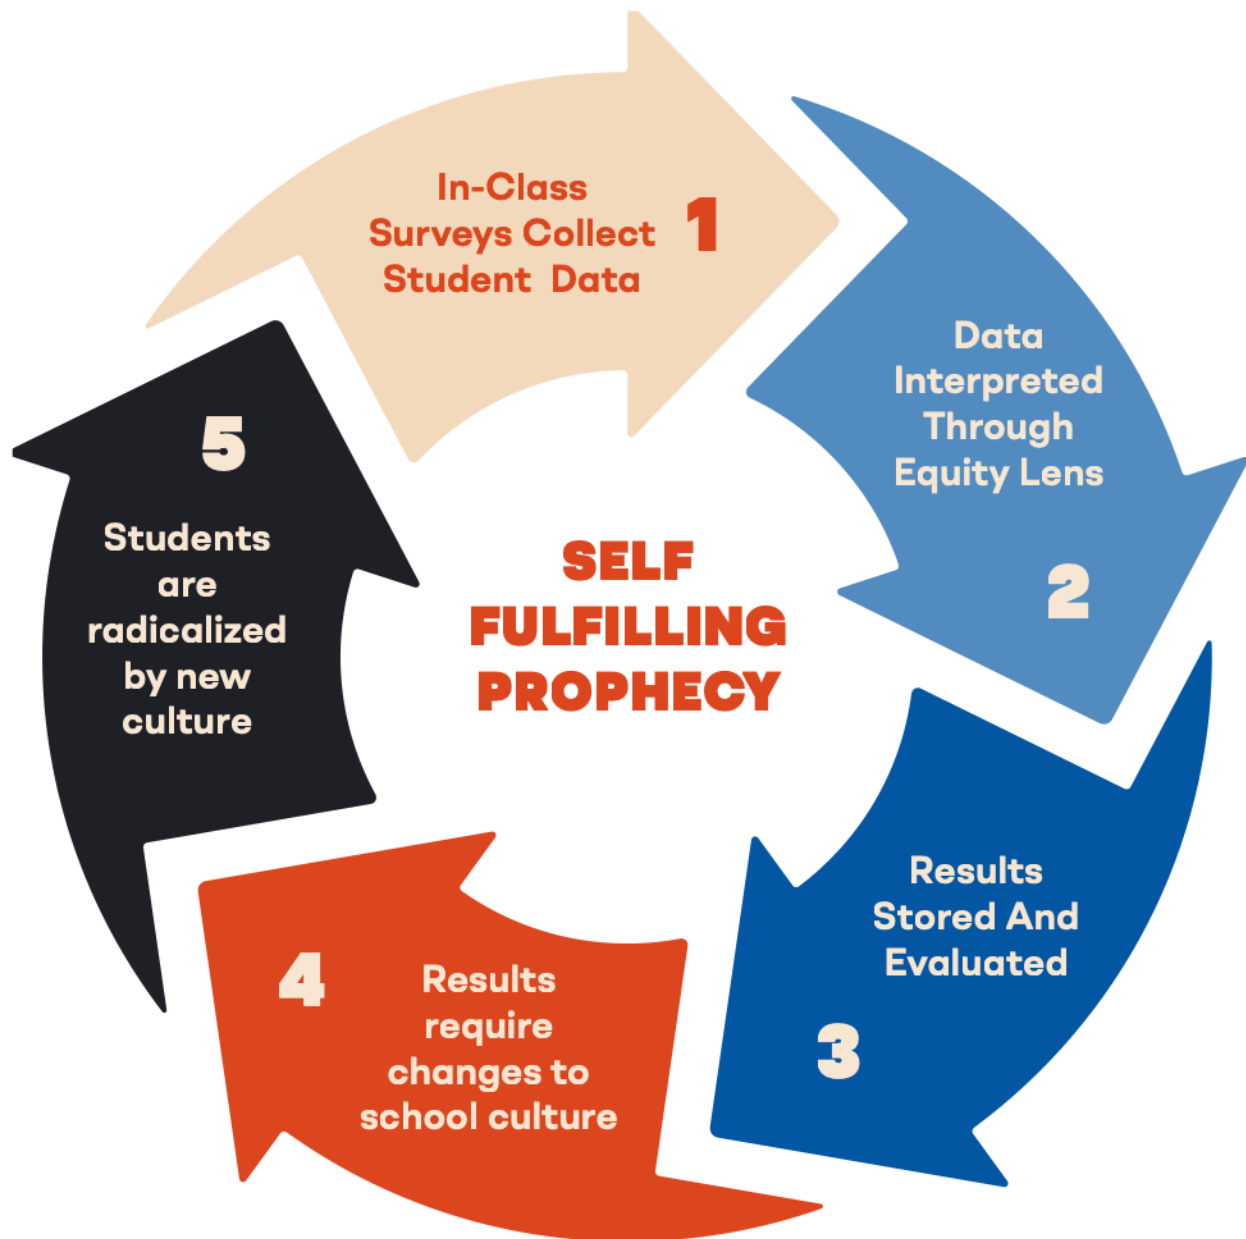 In-Class
Surveys Collect
Student Data
1
Data
Interpreted
Through
Equity Lens
2
Results
Stored And
Evaluated
3
4
Results
require
changes to
school culture
5
Students
are
radicalized
by new
culture
SELF
FULFILLING
PROPHECY